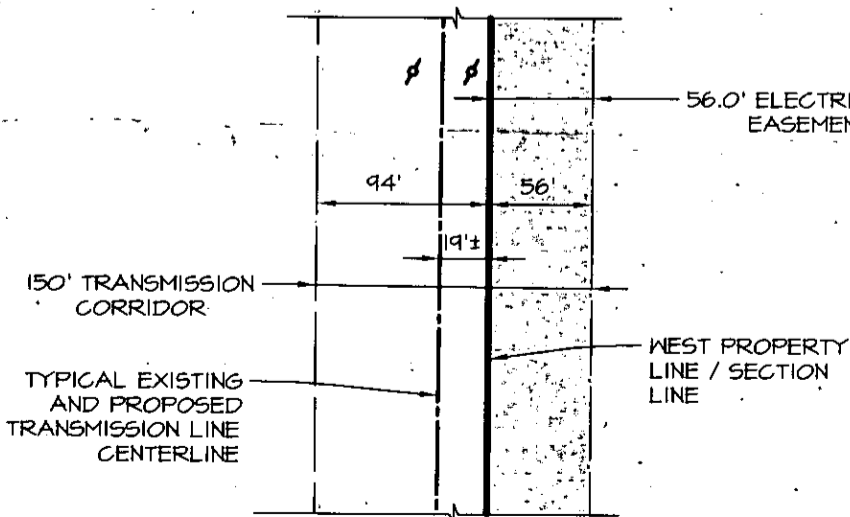 56.0' ELECTRI
EASEMEN
94'
56'
19'±
150' TRANSMISSION
CORRIDOR
WEST PROPERTY
LINE / SECTION
LINE
TYPICAL EXISTING
AND PROPOSED
TRANSMISSION LINE
CENTERLINE